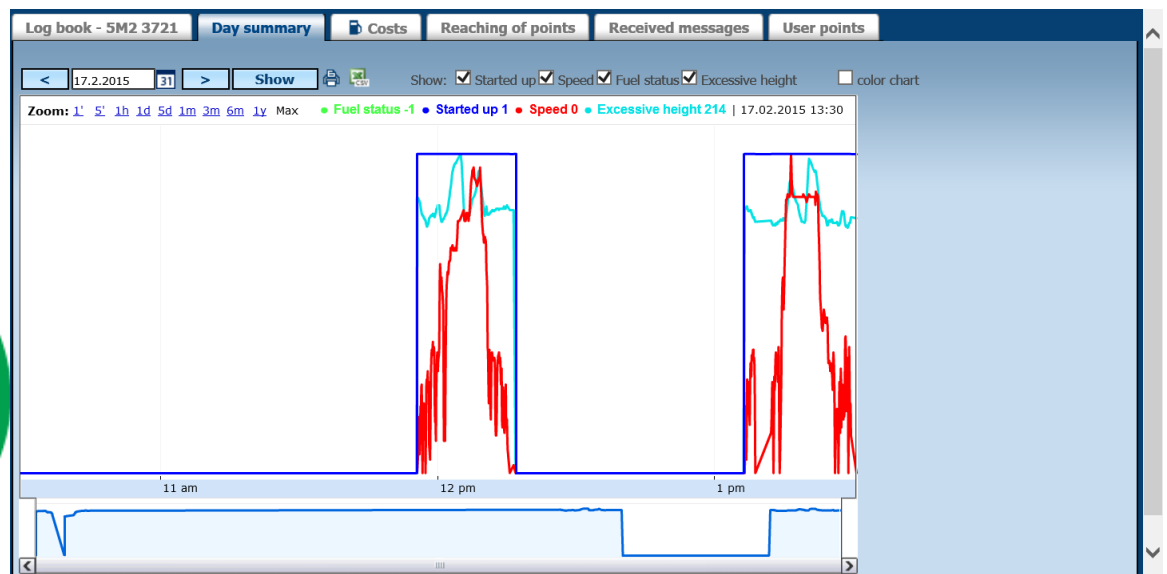 Log book - 5M2 3721 Day summary Costs Reaching of points Received messages User points
< 17.2.2015 31 > Show CSV Show: Started up Speed Fuel status Excessive height color chart
Zoom: 1' 5' 1h 1d 5d 1m 3m 6m 1y Max • Fuel status -1 • Started up 1 • Speed 0 • Excessive height 214 | 17.02.2015 13:30
11 am 12 pm 1 pm